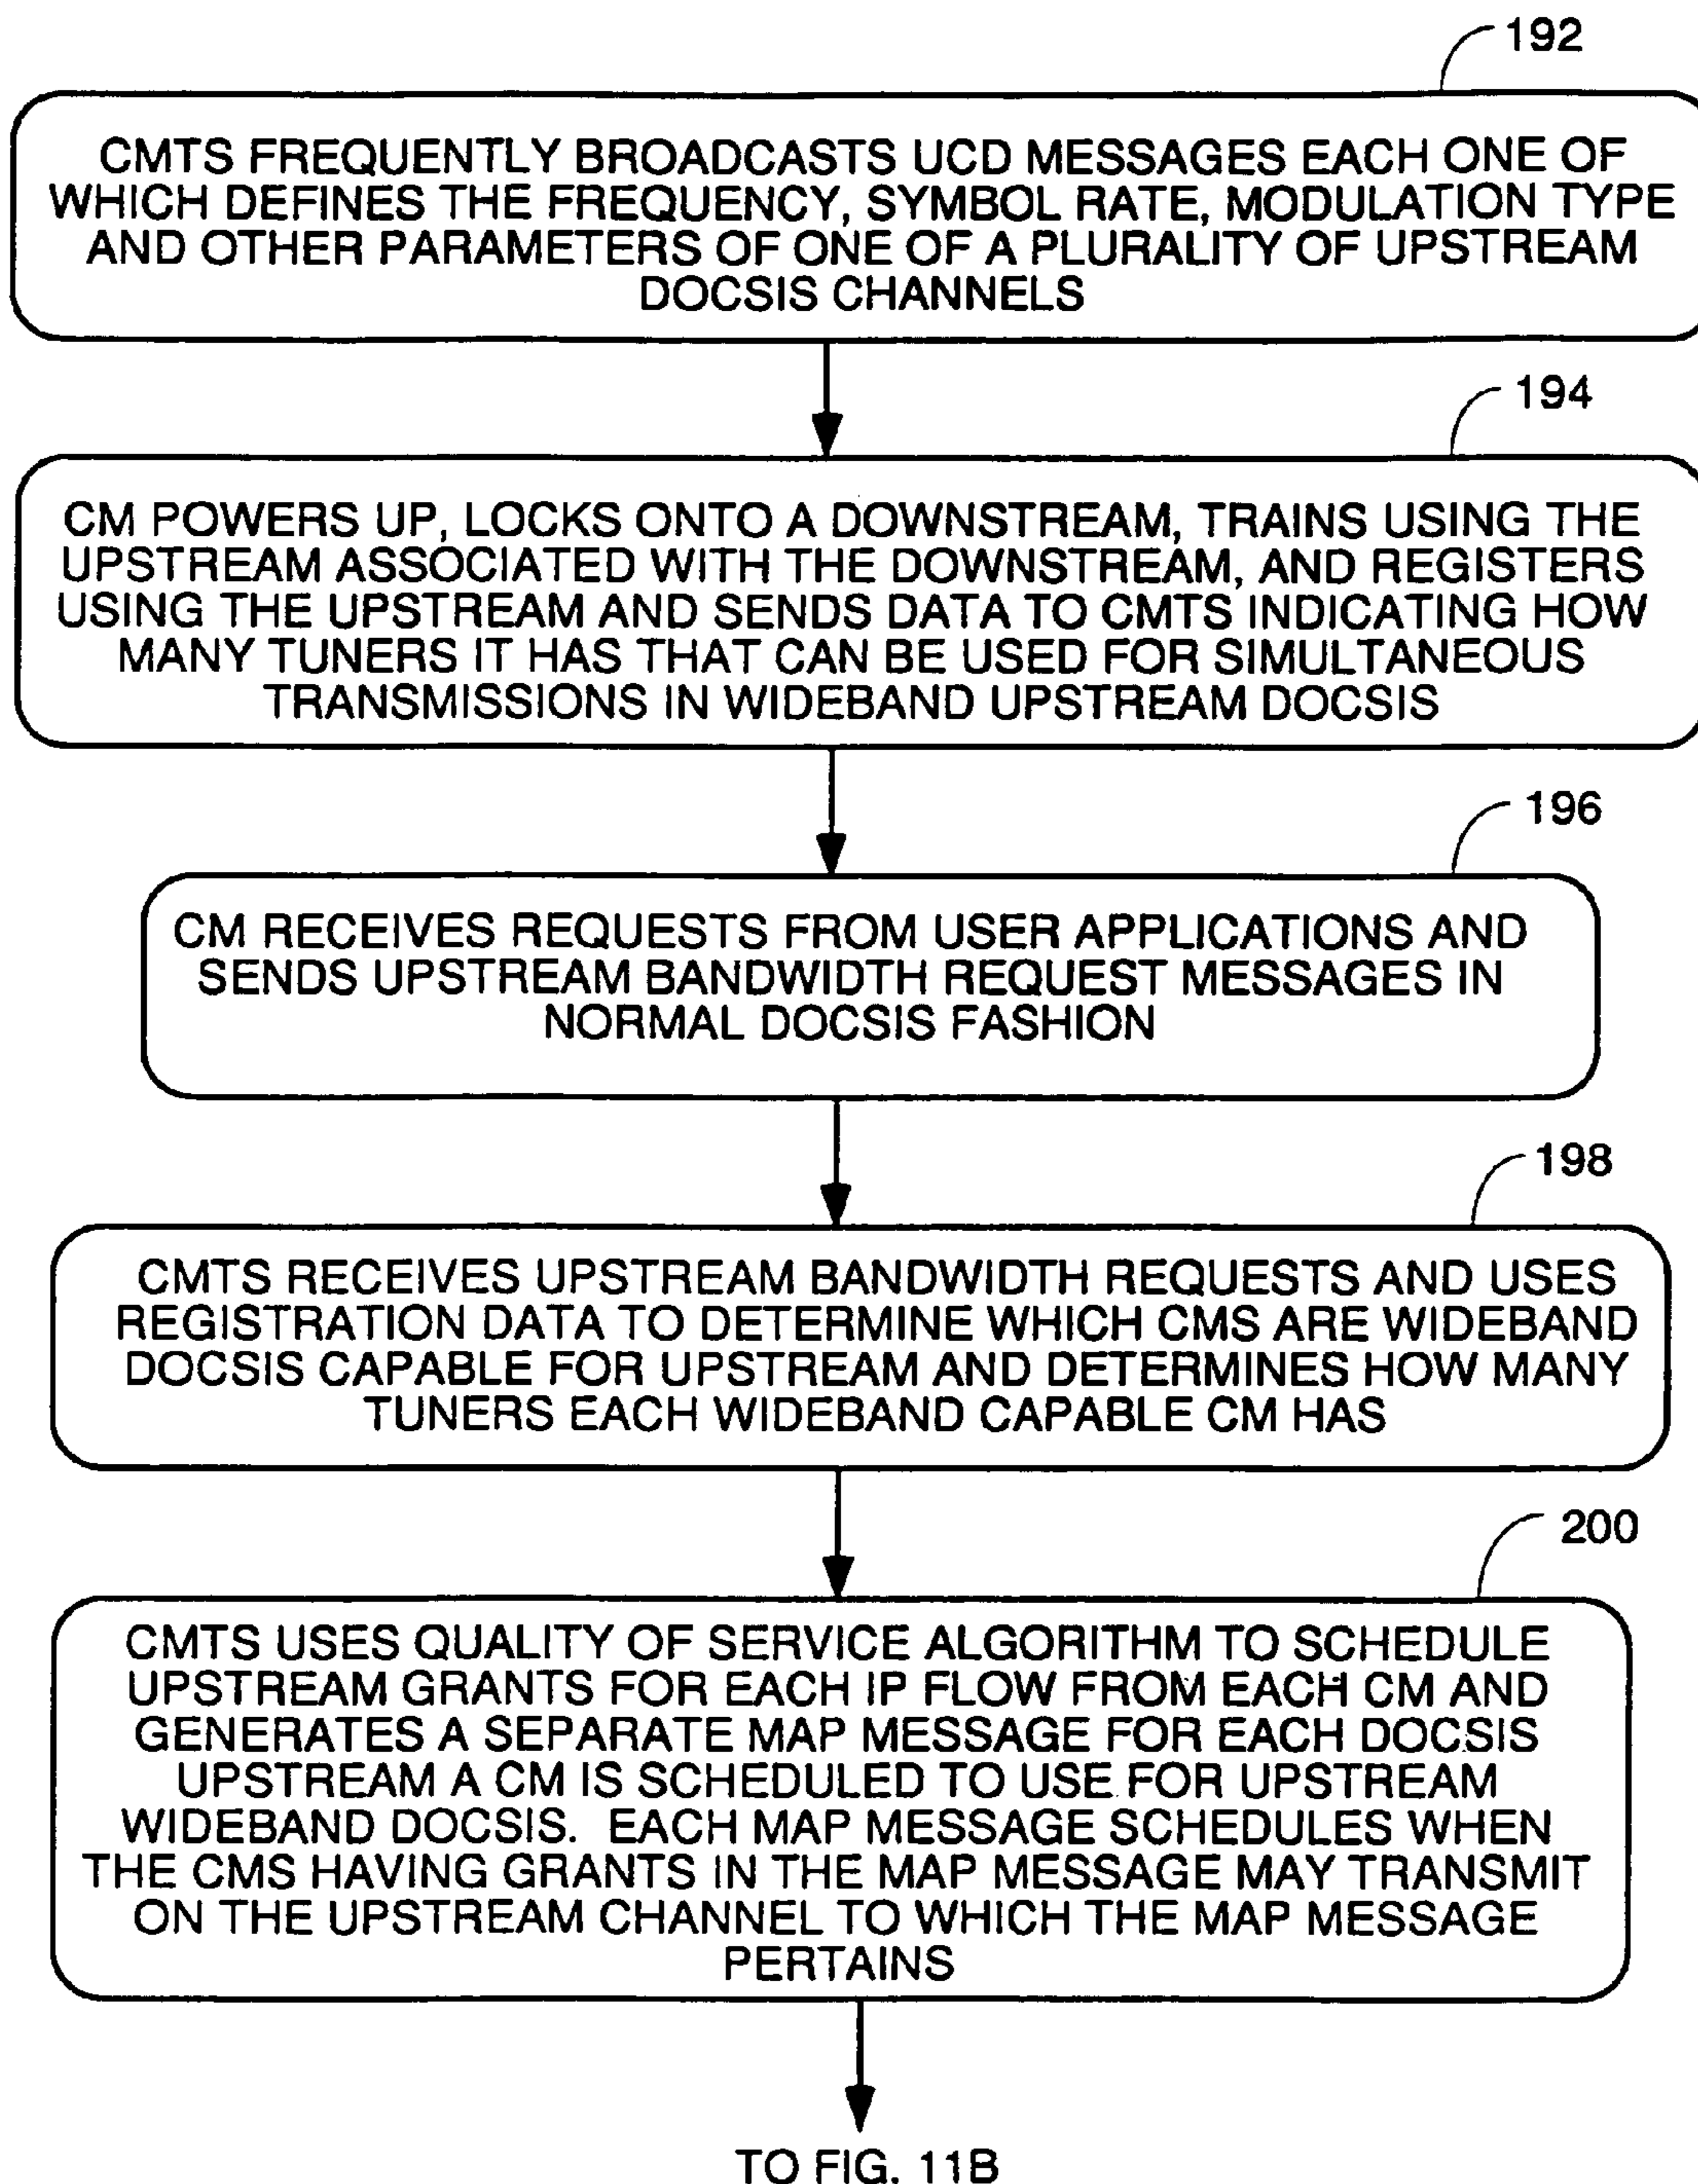 192
CMTS FREQUENTLY BROADCASTS UCD MESSAGES EACH ONE OF
WHICH DEFINES THE FREQUENCY, SYMBOL RATE, MODULATION TYPE
AND OTHER PARAMETERS OF ONE OF A PLURALITY OF UPSTREAM
DOCSIS CHANNELS
194
CM POWERS UP, LOCKS ONTO A DOWNSTREAM, TRAINS USING THE
UPSTREAM ASSOCIATED WITH THE DOWNSTREAM, AND REGISTERS
USING THE UPSTREAM AND SENDS DATA TO CMTS INDICATING HOW
MANY TUNERS IT HAS THAT CAN BE USED FOR SIMULTANEOUS
TRANSMISSIONS IN WIDEBAND UPSTREAM DOCSIS
196
CM RECEIVES REQUESTS FROM USER APPLICATIONS AND
SENDS UPSTREAM BANDWIDTH REQUEST MESSAGES IN
NORMAL DOCSIS FASHION
198
CMTS RECEIVES UPSTREAM BANDWIDTH REQUESTS AND USES
REGISTRATION DATA TO DETERMINE WHICH CMS ARE WIDEBAND
DOCSIS CAPABLE FOR UPSTREAM AND DETERMINES HOW MANY
TUNERS EACH WIDEBAND CAPABLE CM HAS
200
CMTS USES QUALITY OF SERVICE ALGORITHM TO SCHEDULE
UPSTREAM GRANTS FOR EACH IP FLOW FROM EACH CM AND
GENERATES A SEPARATE MAP MESSAGE FOR EACH DOCSIS
UPSTREAM A CM IS SCHEDULED TO USE FOR UPSTREAM
WIDEBAND DOCSIS. EACH MAP MESSAGE SCHEDULES WHEN
THE CMS HAVING GRANTS IN THE MAP MESSAGE MAY TRANSMIT
ON THE UPSTREAM CHANNEL TO WHICH THE MAP MESSAGE
PERTAINS
TO FIG. 11B